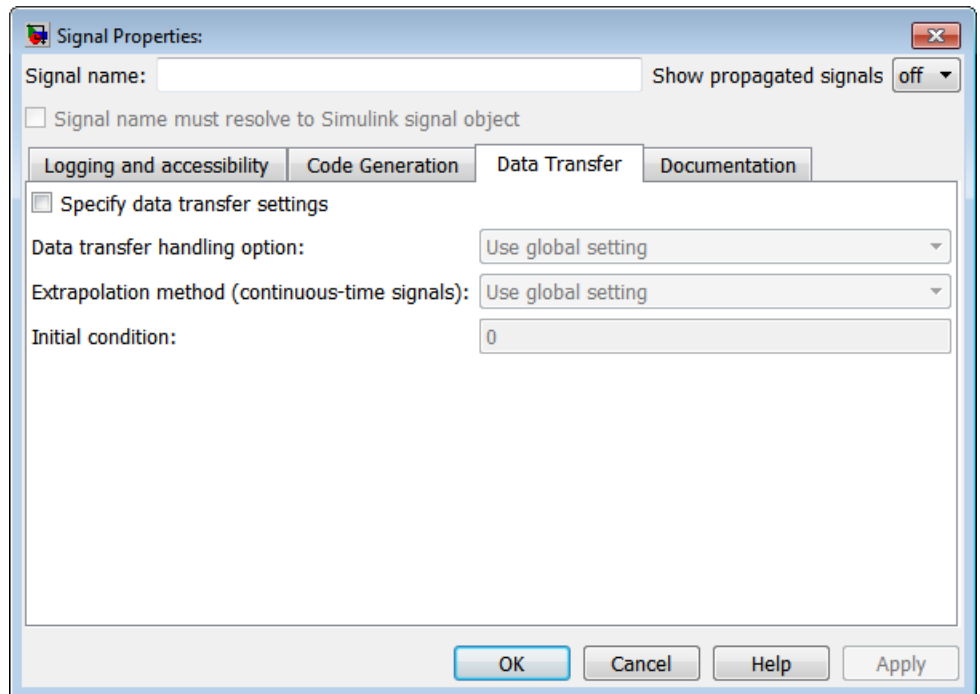 Signal Properties:
Signal name: Show propagated signals off
Signal name must resolve to Simulink signal object
Logging and accessibility Code Generation Data Transfer Documentation
Specify data transfer settings
Data transfer handling option: Use global setting
Extrapolation method (continuous-time signals): Use global setting
Initial condition: 0
OK Cancel Help Apply